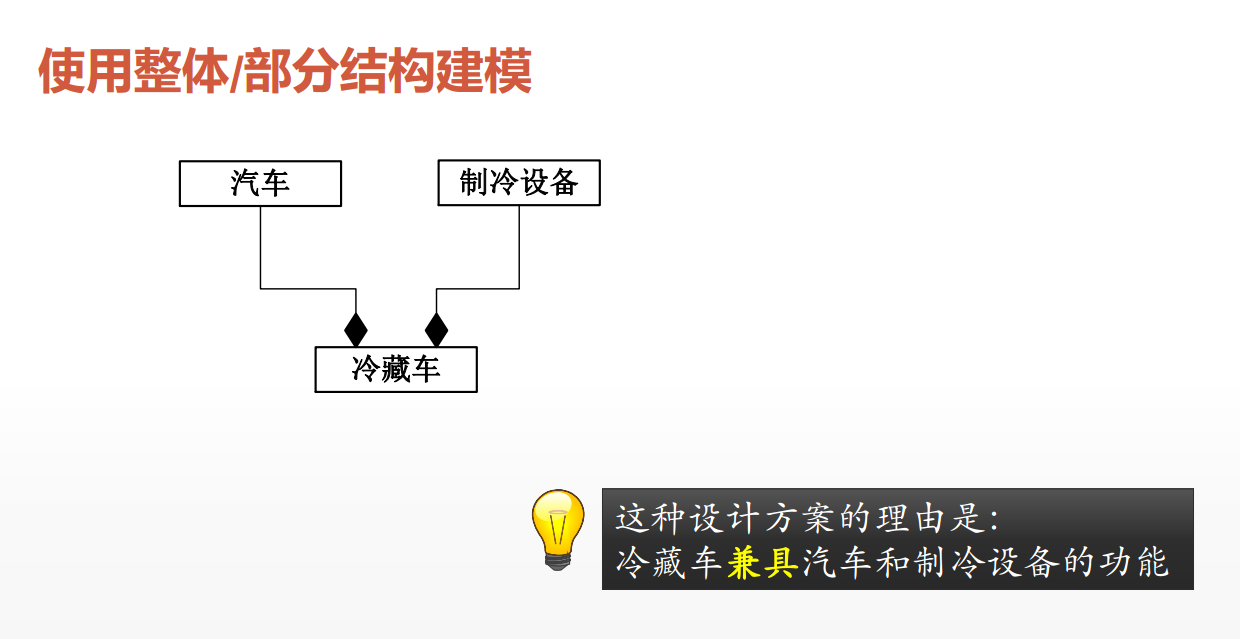 使用整体/部分结构建模
汽车
制冷设备
冷藏车
这种设计方案的理由是:
冷藏车兼具汽车和制冷设备的功能